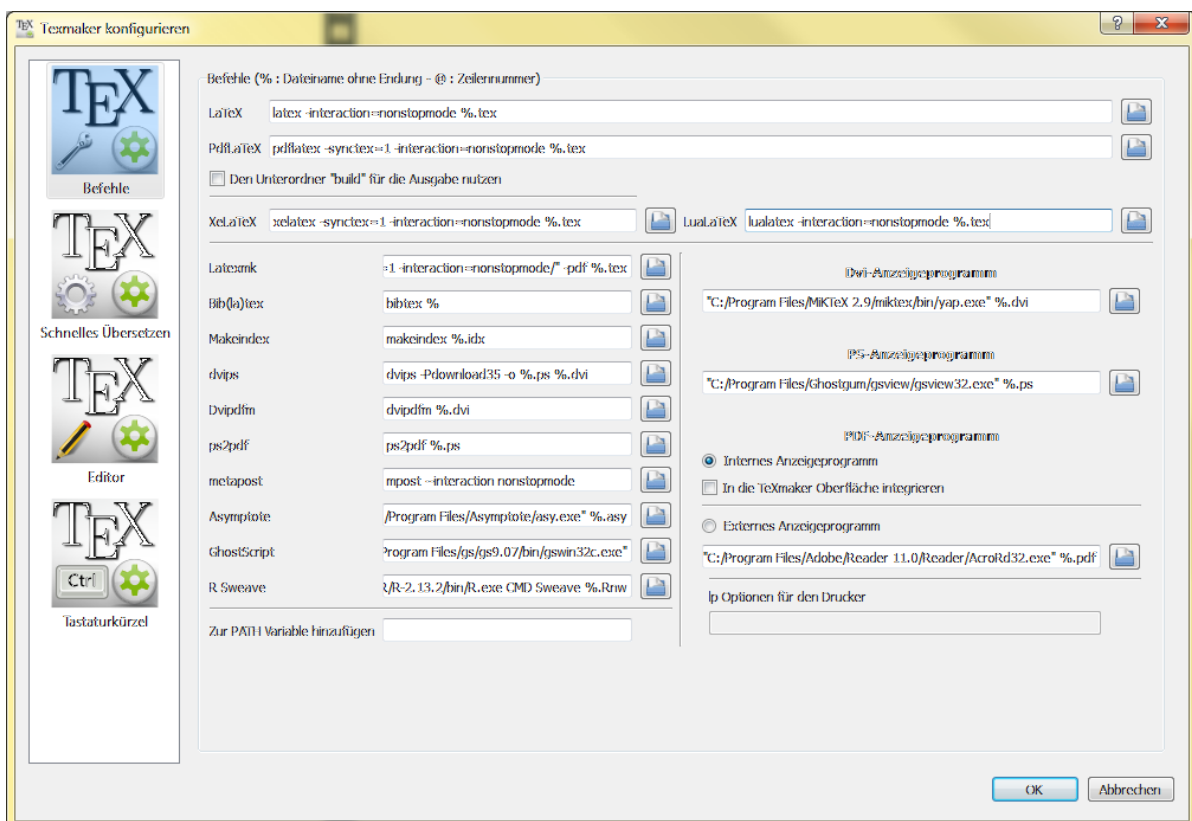 TEX Texmaker konfigurieren
TEX
Befehle
TEX
Schnelles Übersetzen
TEX
Editor
TEX
Ctrl
Tastaturkürzel
Befehle (% : Dateiname ohne Endung - @ : Zeilennummer)
LaTeX latex -interaction=nonstopmode %.tex
PdfLaTeX pdflatex -synctex=1 -interaction=nonstopmode %.tex
Den Unterordner "build" für die Ausgabe nutzen
XeLaTeX xelatex -synctex=1 -interaction=nonstopmode %.tex LuaLaTeX lualatex -interaction=nonstopmode %.tex
Latexmk =1 -interaction=nonstopmode/" -pdf %.tex
Bib(la)tex bibtex %
Makeindex makeindex %.idx
dvips dvips -Pdownload35 -o %.ps %.dvi
Dvipdfm dvipdfm %.dvi
ps2pdf ps2pdf %.ps
metapost mpost --interaction nonstopmode
Asymptote /Program Files/Asymptote/asy.exe" %.asy
GhostScript Program Files/gs/gs9.07/bin/gswin32c.exe"
R Sweave R/R-2.13.2/bin/R.exe CMD Sweave %.Rnw
Zur PATH Variable hinzufügen
Dvi-Anzeigeprogramm
"C:/Program Files/MiKTeX 2.9/miktex/bin/yap.exe" %.dvi
PS-Anzeigeprogramm
"C:/Program Files/Ghostgum/gsview/gsview32.exe" %.ps
PDF-Anzeigeprogramm
Internes Anzeigeprogramm
In die TeXmaker Oberfläche integrieren
Externes Anzeigeprogramm
"C:/Program Files/Adobe/Reader 11.0/Reader/AcroRd32.exe" %.pdf
lp Optionen für den Drucker
OK Abbrechen